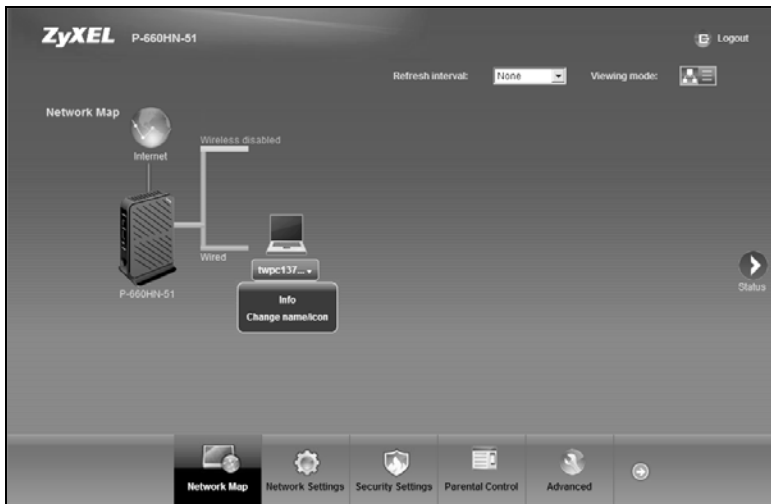 ZyXEL P-660HN-51
Logout
Refresh interval: None Viewing mode:
Network Map
Internet
Wireless disabled
Wired
P-660HN-51
twpc137...
Info
Change name/icon
Status
Network Map Network Settings Security Settings Parental Control Advanced